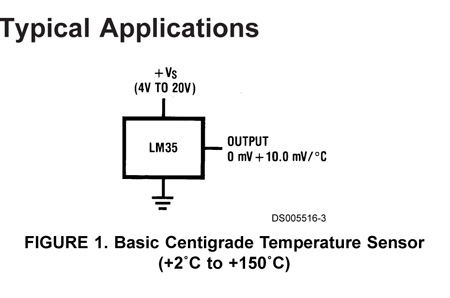 Typical Applications
+VS
(4V TO 20V)
LM35
OUTPUT
0 mV + 10.0 mV/°C
DS005516-3
FIGURE 1. Basic Centigrade Temperature Sensor
(+2˚C to +150˚C)